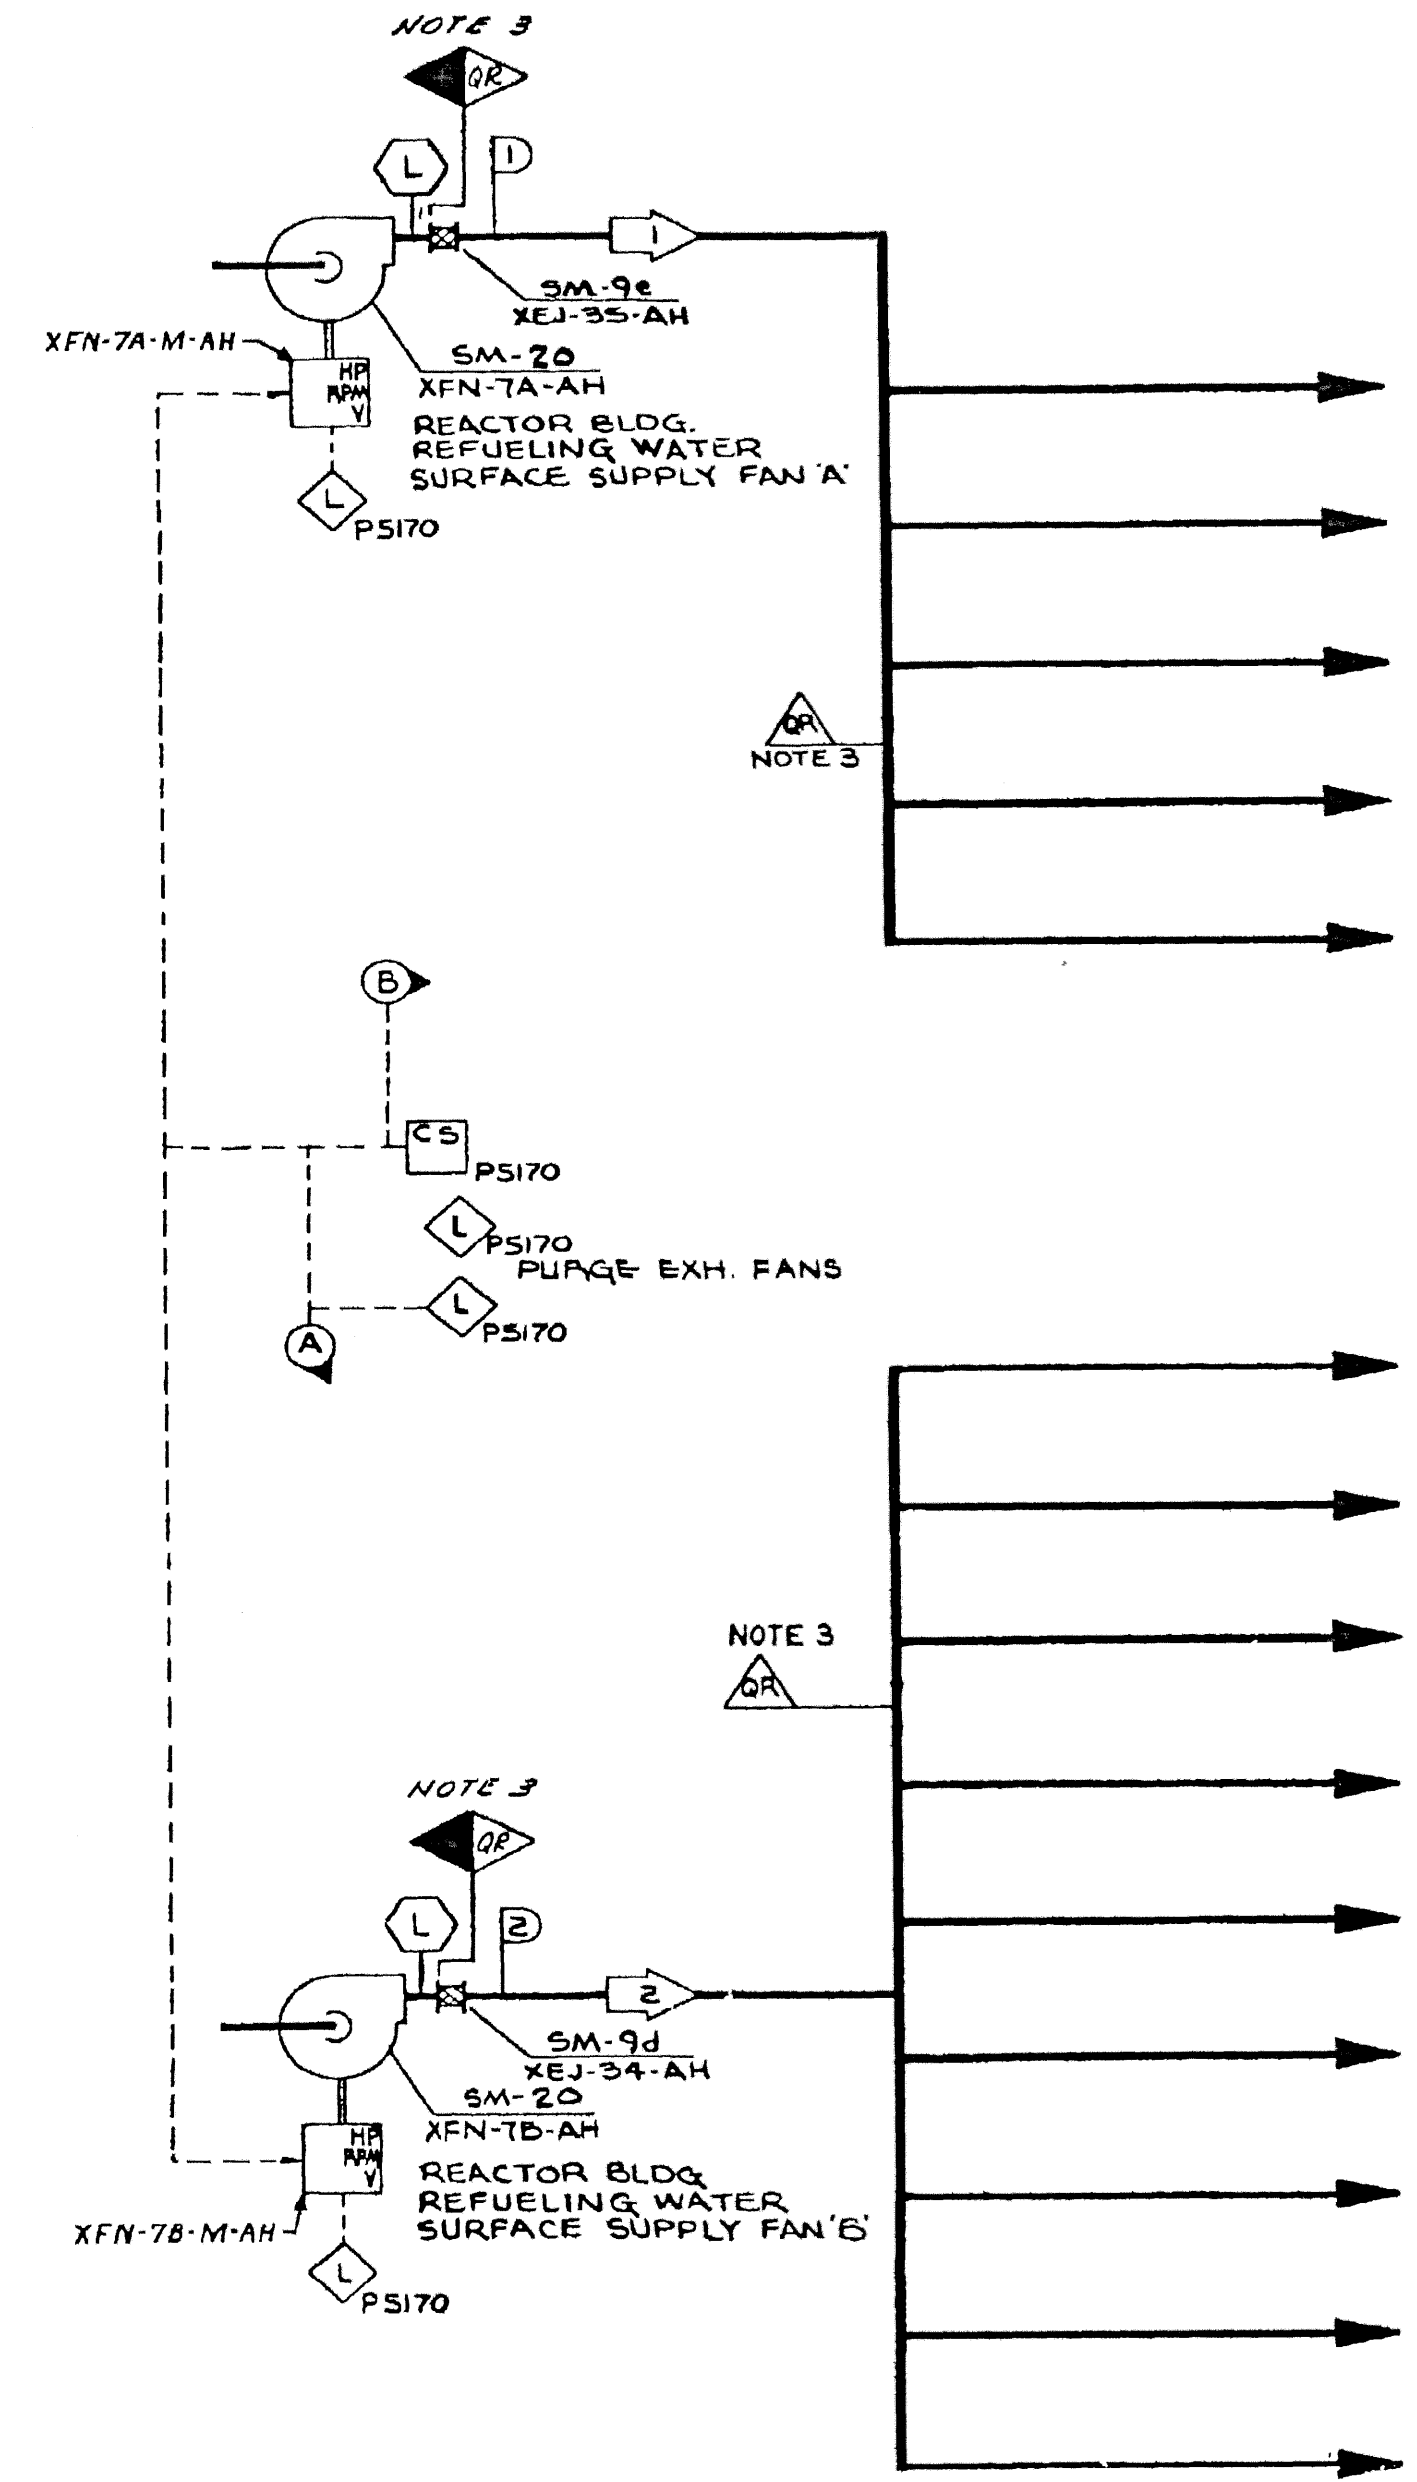 NOTE 3
QR
L
1
1
SM-9e
XEJ-35-AH
XFN-7A-M-AH
HP
RPM
V
SM-20
XFN-7A-AH
REACTOR BLDG.
REFUELING WATER
SURFACE SUPPLY FAN 'A'
L
P5170
QR
NOTE 3
B
CS
P5170
L
P5170
PURGE EXH. FANS
L
P5170
A
NOTE 3
QR
NOTE 3
QR
L
2
2
SM-9d
XEJ-34-AH
SM-20
XFN-7B-AH
HP
RPM
V
REACTOR BLDG
REFUELING WATER
SURFACE SUPPLY FAN 'B'
XFN-7B-M-AH
L
P5170